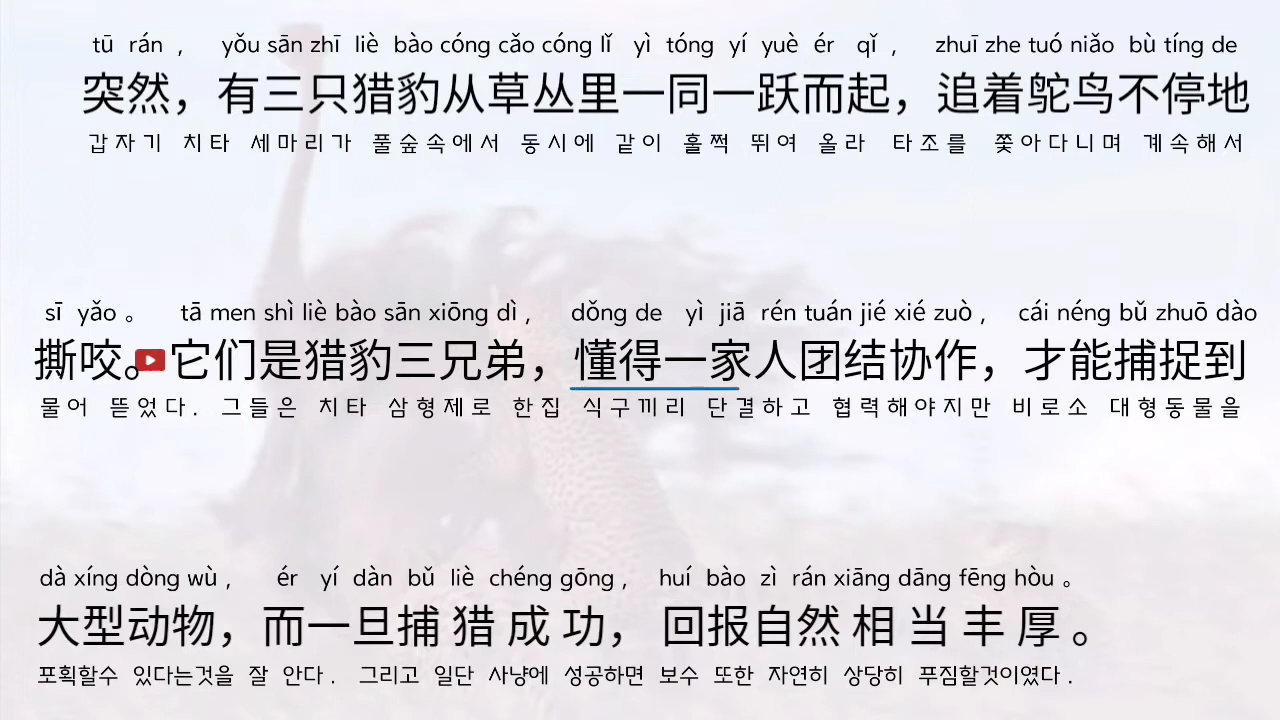 tū rán , yǒu sān zhī liè bào cóng cǎo cóng lǐ yì tóng yí yuè ér qǐ , zhuī zhe tuó niǎo bù tíng de
突然，有三只猎豹从草丛里一同一跃而起，追着鸵鸟不停地
갑자기 치타 세마리가 풀숲속에서 동시에 같이 훌쩍 뛰여 올라 타조를 쫓아다니며 계속해서
sī yǎo 。 tā men shì liè bào sān xiōng dì , dǒng de yì jiā rén tuán jié xié zuò , cái néng bǔ zhuō dào
撕咬。它们是猎豹三兄弟，懂得一家人团结协作，才能捕捉到
물어 뜯었다. 그들은 치타 삼형제로 한집 식구끼리 단결하고 협력해야지만 비로소 대형동물을
dà xíng dòng wù , ér yí dàn bǔ liè chéng gōng , huí bào zì rán xiāng dāng fēng hòu 。
大型动物，而一旦捕猎成功，回报自然相当丰厚。
포획할수 있다는것을 잘 안다. 그리고 일단 사냥에 성공하면 보수 또한 자연히 상당히 푸짐할것이였다.